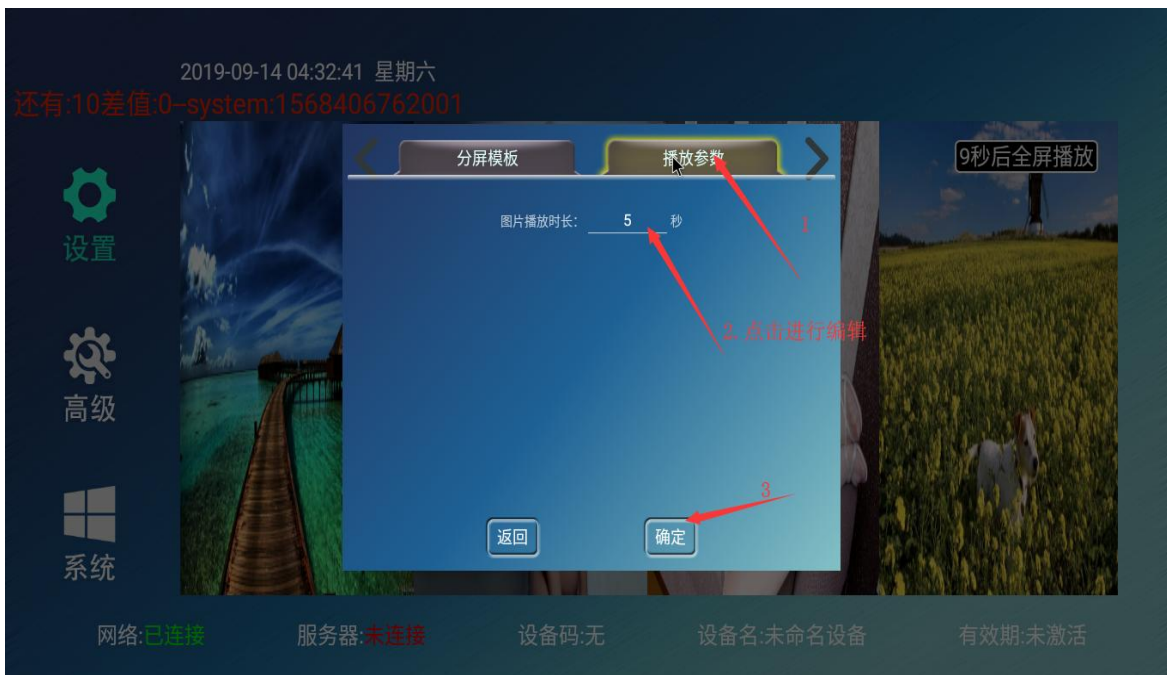 2019-09-14 04:32:41 星期六
还有:10差值:0--system:1568406762001
分屏模板
播放参数
9秒后全屏播放
设置
图片播放时长: 5 秒
1
2.点击进行编辑
高级
3
返回
确定
系统
网络:已连接
服务器:未连接
设备码:无
设备名:未命名设备
有效期:未激活